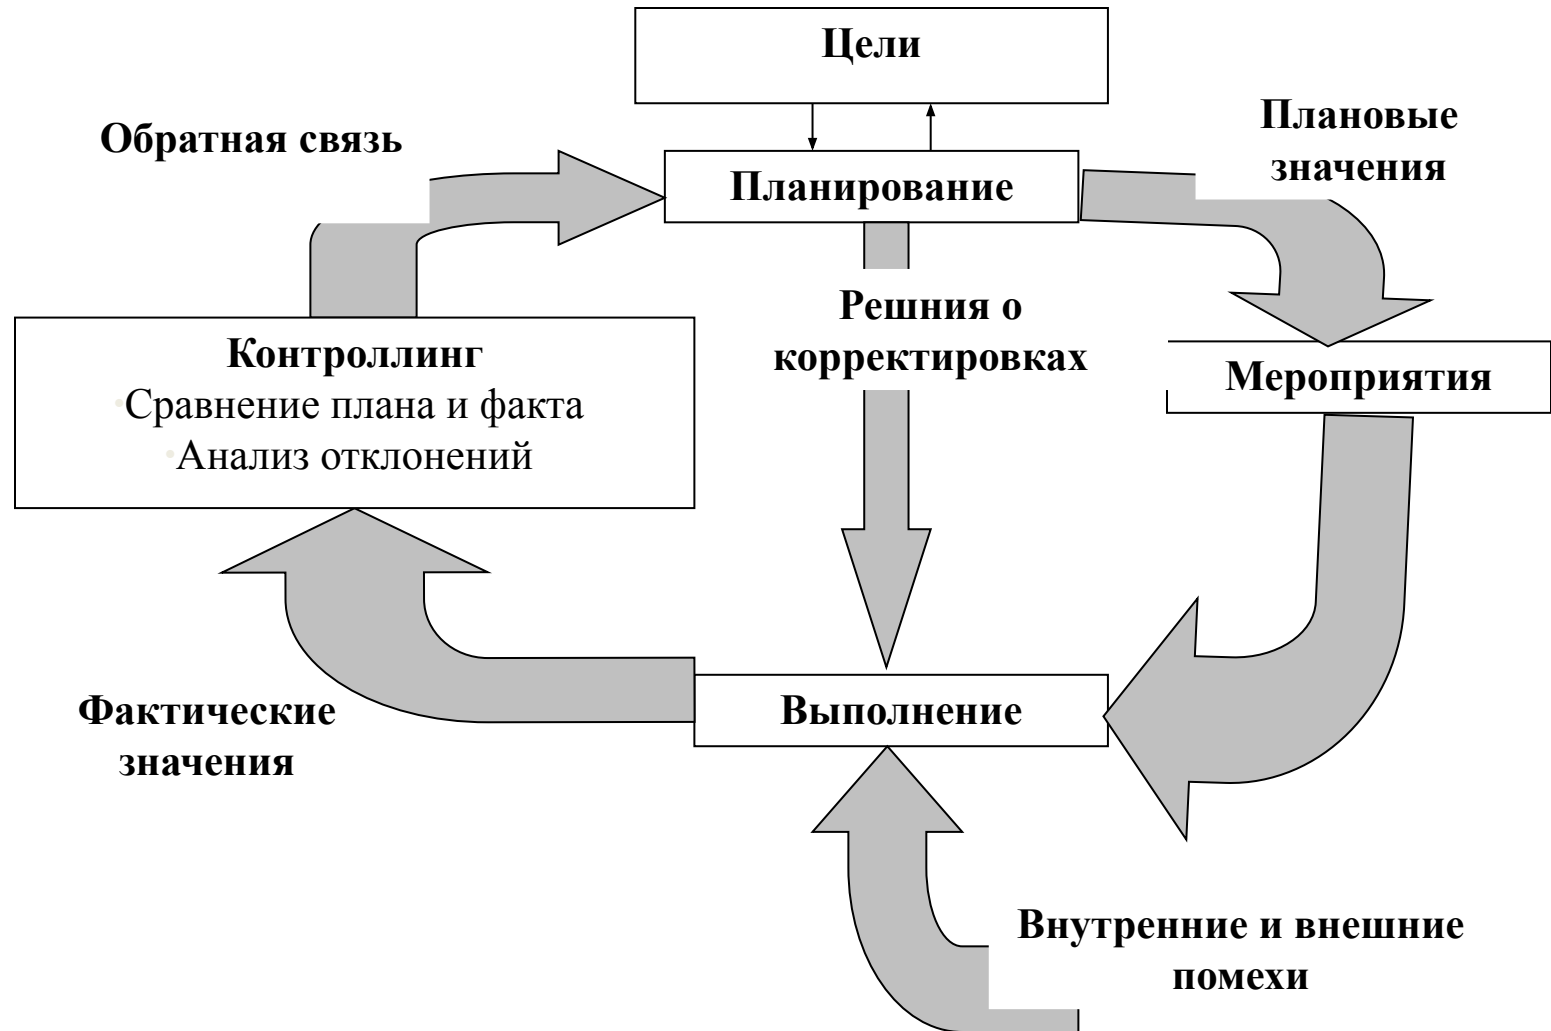 Цели
Обратная связь
Плановые
значения
Планирование
Решния о
корректировках
Контроллинг
·Сравнение плана и факта
·Анализ отклонений
Мероприятия
Фактические
значения
Выполнение
Внутренние и внешние
помехи